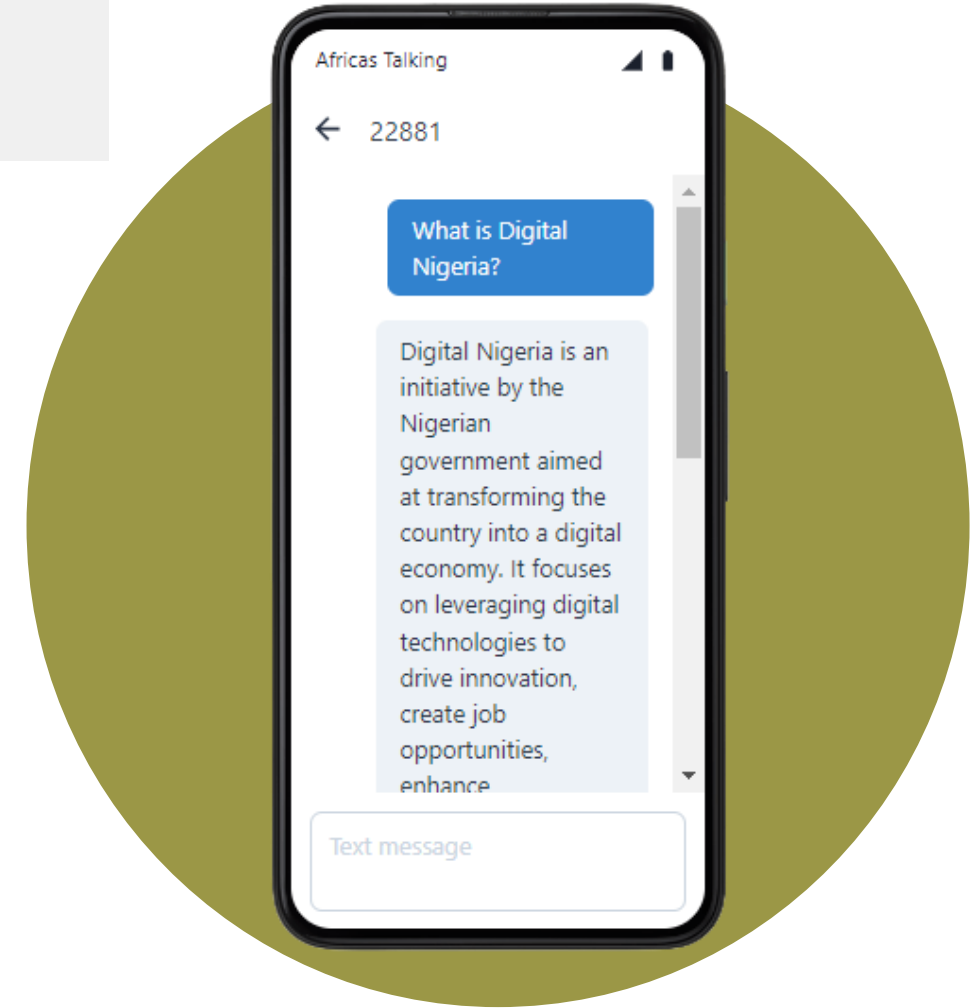 Africas Talking
22881
What is Digital
Nigeria?
Digital Nigeria is an
initiative by the
Nigerian
government aimed
at transforming the
country into a digital
economy. It focuses
on leveraging digital
technologies to
drive innovation,
create job
opportunities,
enhance
Text message